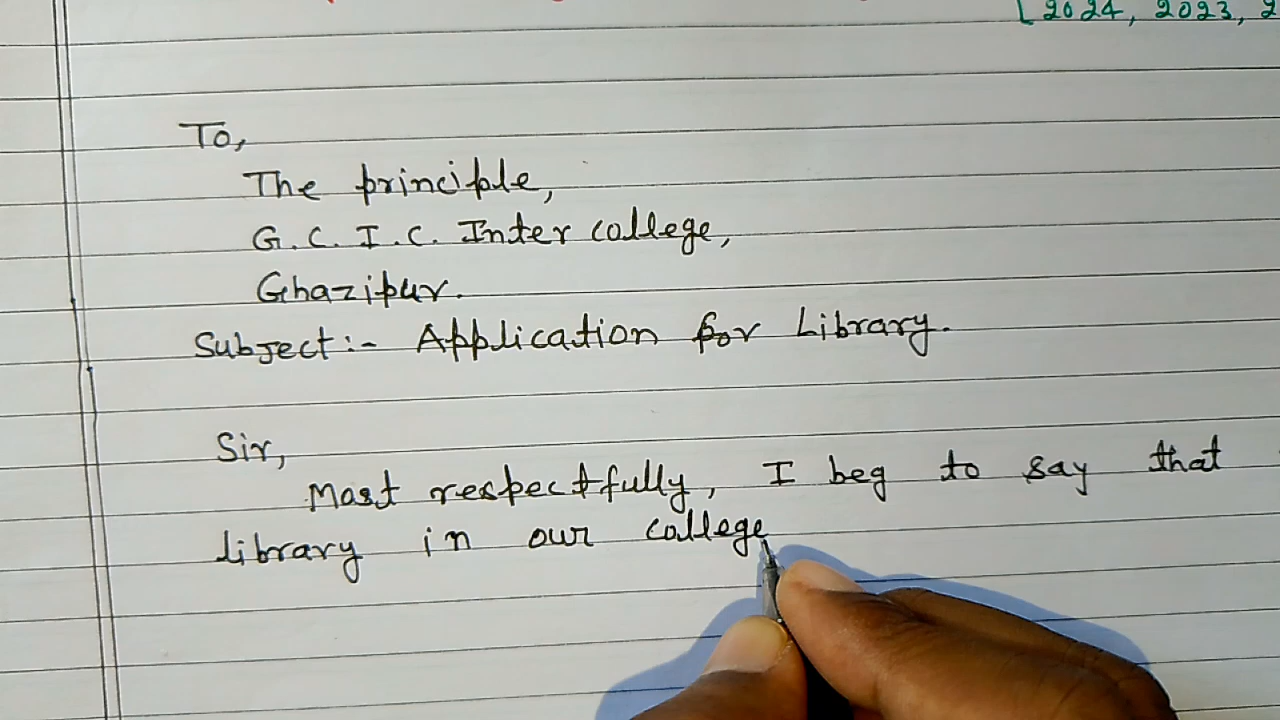 [2024, 2023, 2
To,
The principle,
G.C.I.C. Inter college,
Ghazipur.
Subject:- Application for Library.
Sir,
Most respectfully, I beg to say that
library in our college